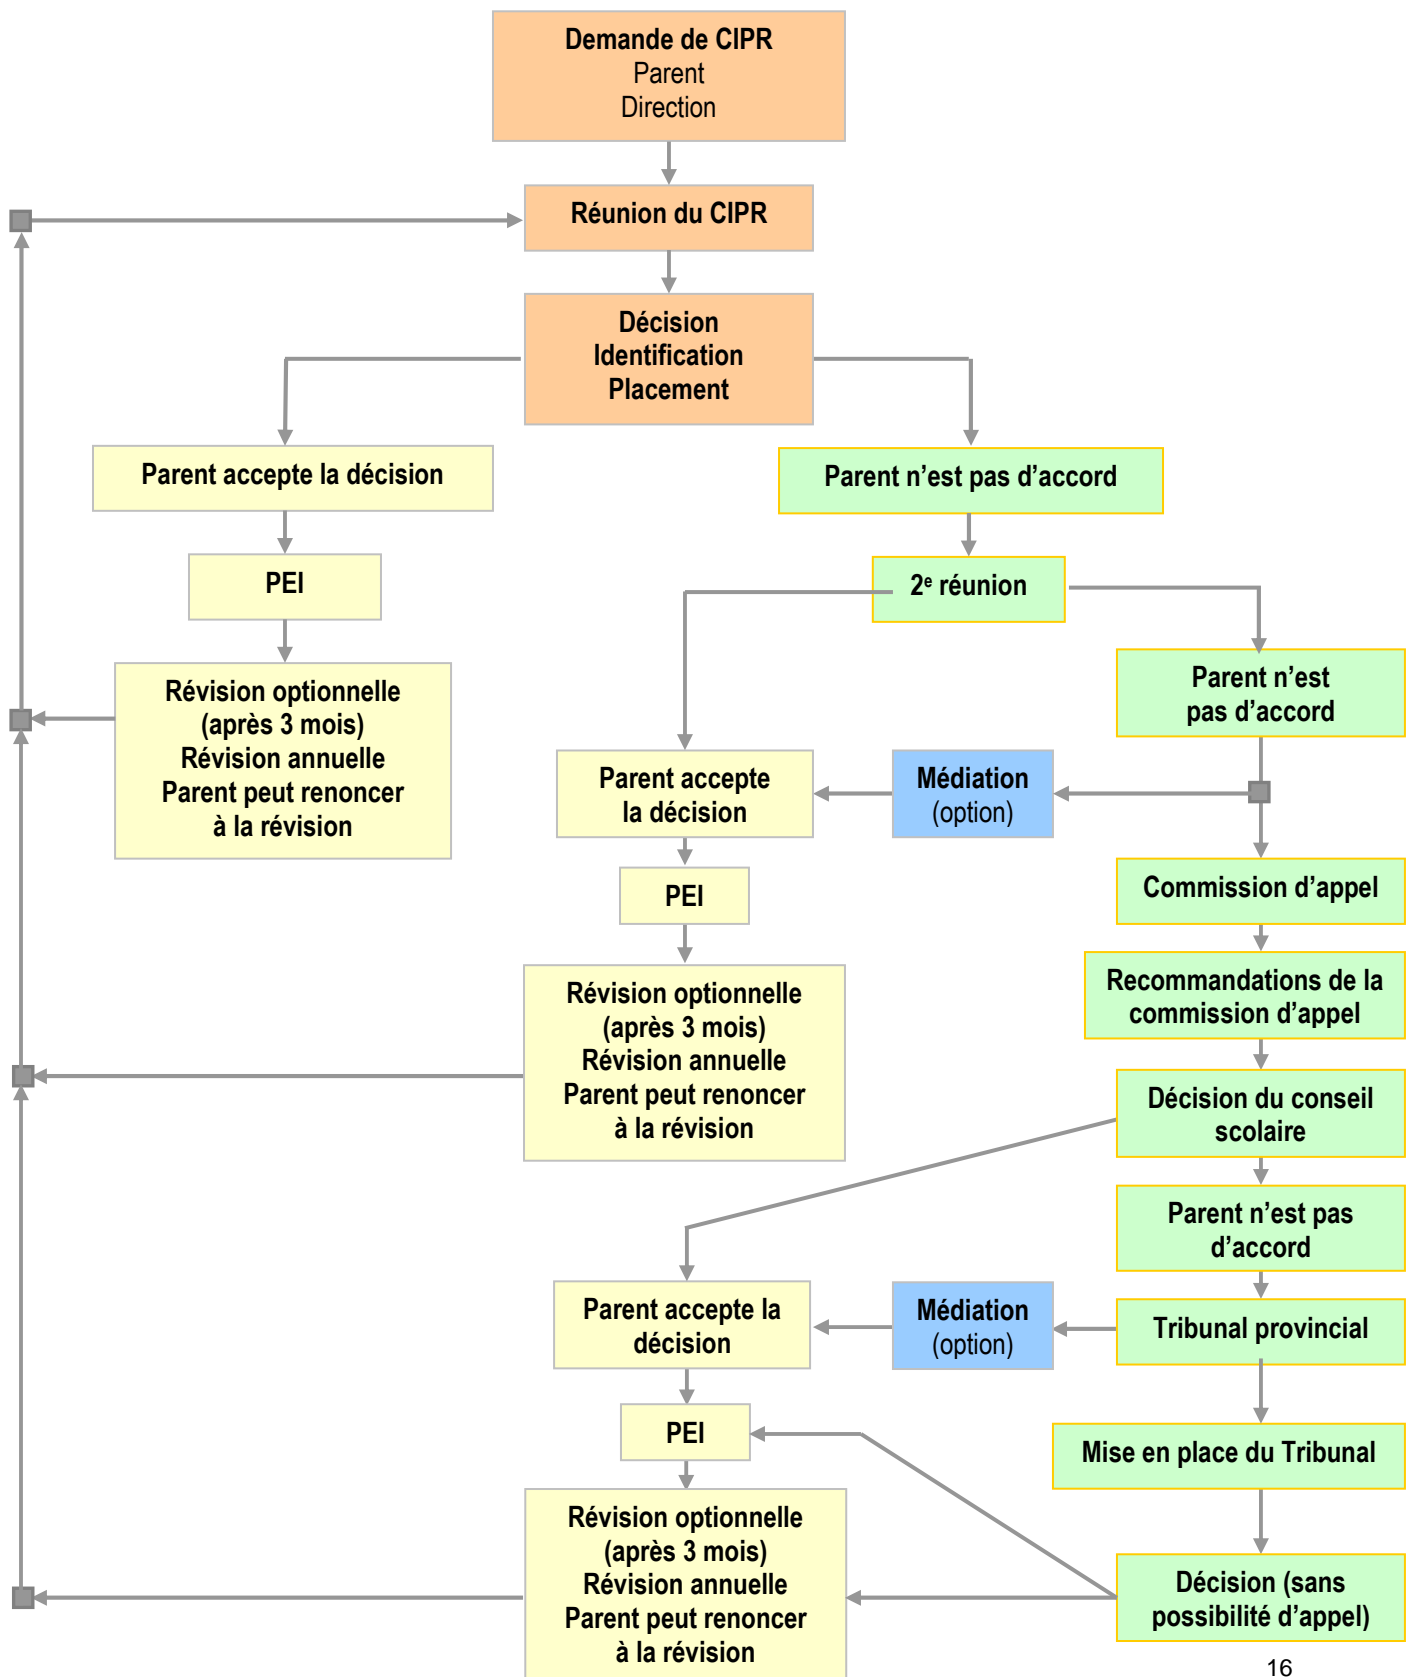 Demande de CIPR
Parent
Direction
Réunion du CIPR
Décision
Identification
Placement
Parent accepte la décision
Parent n’est pas d’accord
PEI
2e réunion
Révision optionnelle
(après 3 mois)
Révision annuelle
Parent peut renoncer
à la révision
Parent n’est
pas d’accord
Parent accepte
la décision
Médiation
(option)
Commission d’appel
PEI
Recommandations de la
commission d’appel
Révision optionnelle
(après 3 mois)
Révision annuelle
Parent peut renoncer
à la révision
Décision du conseil
scolaire
Parent n’est pas
d’accord
Parent accepte la
décision
Médiation
(option)
Tribunal provincial
PEI
Mise en place du Tribunal
Révision optionnelle
(après 3 mois)
Révision annuelle
Parent peut renoncer
à la révision
Décision (sans
possibilité d’appel)
16